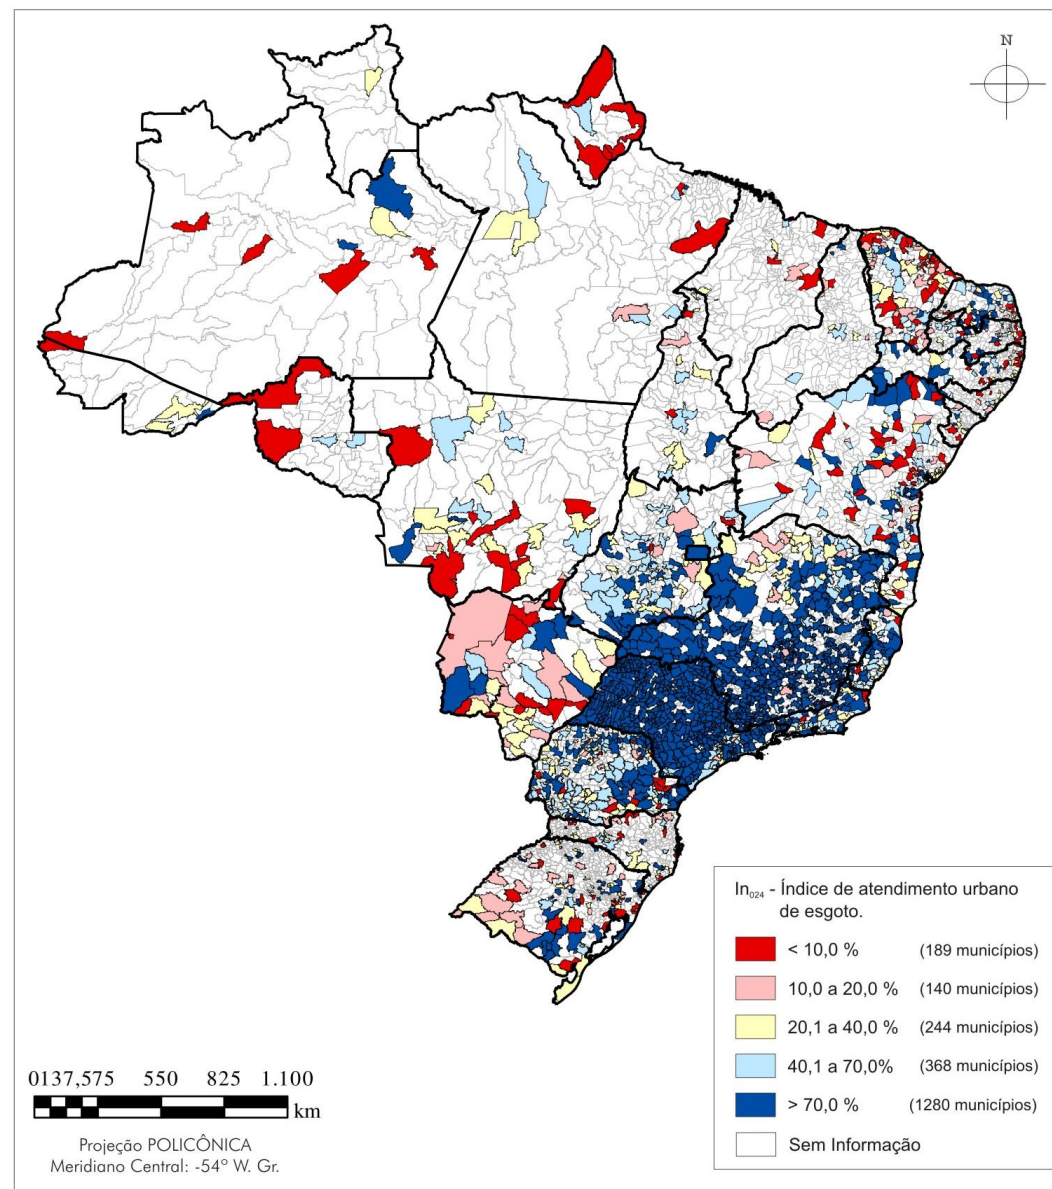 N
In024 - Índice de atendimento urbano
de esgoto.
< 10,0 % (189 municípios)
10,0 a 20,0 % (140 municípios)
20,1 a 40,0 % (244 municípios)
40,1 a 70,0% (368 municípios)
> 70,0 % (1280 municípios)
Sem Informação
0137,575 550 825 1.100
km
Projeção POLICÔNICA
Meridiano Central: -54º W. Gr.